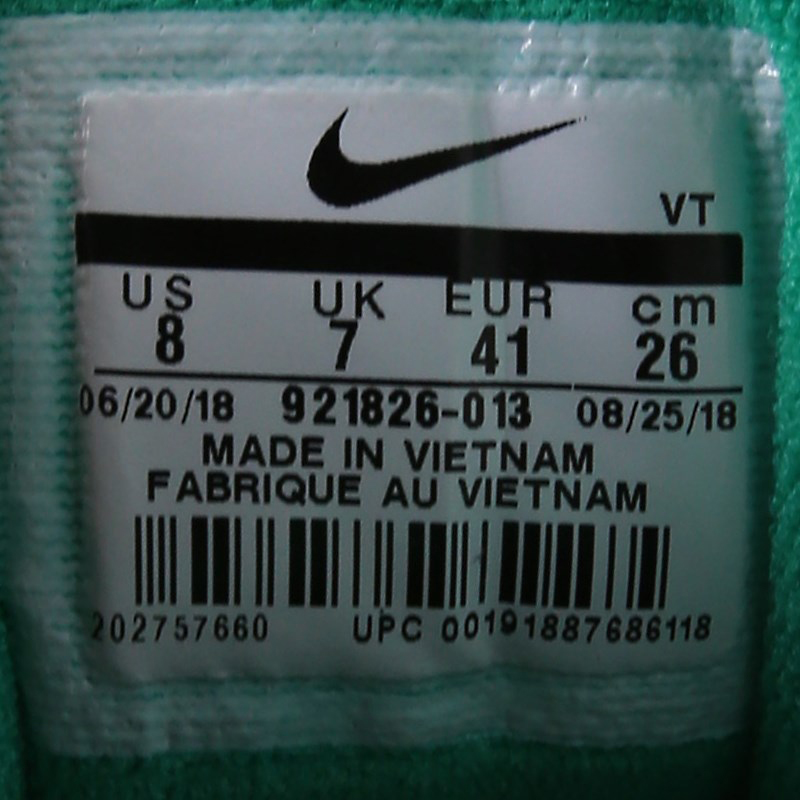 VT
US UK EUR cm
8 7 41 26
06/20/18 921826-013 08/25/18
MADE IN VIETNAM
FABRIQUE AU VIETNAM
202757660 UPC 00191887686118